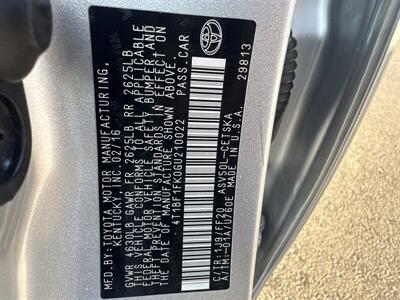 MFD.BY:TOYOTA MOTOR MANUFACTURING,
KENTUCKY, INC. 02/16
GVWR 4630LB GAWR FR 2625LB RR 2625LB
THIS VEHICLE CONFORMS TO ALL APPLICABLE
FEDERAL MOTOR VEHICLE SAFETY, BUMPER, AND
THEFT PREVENTION STANDARDS IN EFFECT ON
THE DATE OF MANUFACTURE SHOWN ABOVE.
4T1BF1FK0GU210022 PASS.CAR
C/TR:1J9/FF20 ASV50L-CETSKA
A/TM:-01A/U760E MADE IN U.S.A.
29813